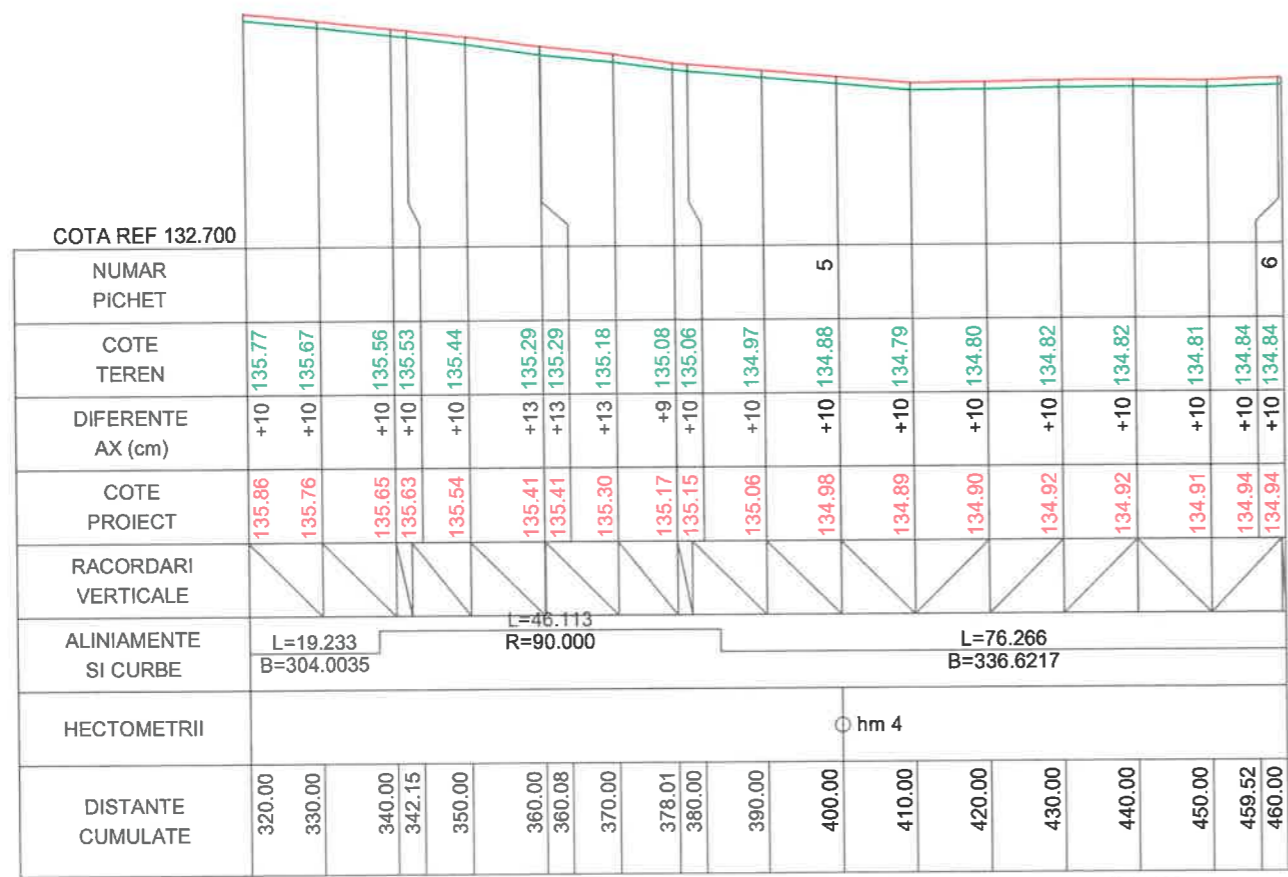 COTA REF 132.700
NUMAR
PICHET
5
6
COTE
TEREN
135.77 135.67 135.56 135.53 135.44 135.29 135.29 135.18 135.08 135.06 134.97 134.88 134.79 134.80 134.82 134.82 134.81 134.84 134.84
DIFERENTE
AX (cm)
+10 +10 +10 +10 +10 +13 +13 +13 +9 +10 +10 +10 +10 +10 +10 +10 +10 +10 +10
COTE
PROIECT
135.86 135.76 135.65 135.63 135.54 135.41 135.41 135.30 135.17 135.15 135.06 134.98 134.89 134.90 134.92 134.92 134.91 134.94 134.94
RACORDARI
VERTICALE
ALINIAMENTE
SI CURBE
L=19.233
B=304.0035
L=46.113
R=90.000
L=76.266
B=336.6217
HECTOMETRII
hm 4
DISTANTE
CUMULATE
320.00 330.00 340.00 342.15 350.00 360.00 360.08 370.00 378.01 380.00 390.00 400.00 410.00 420.00 430.00 440.00 450.00 459.52 460.00